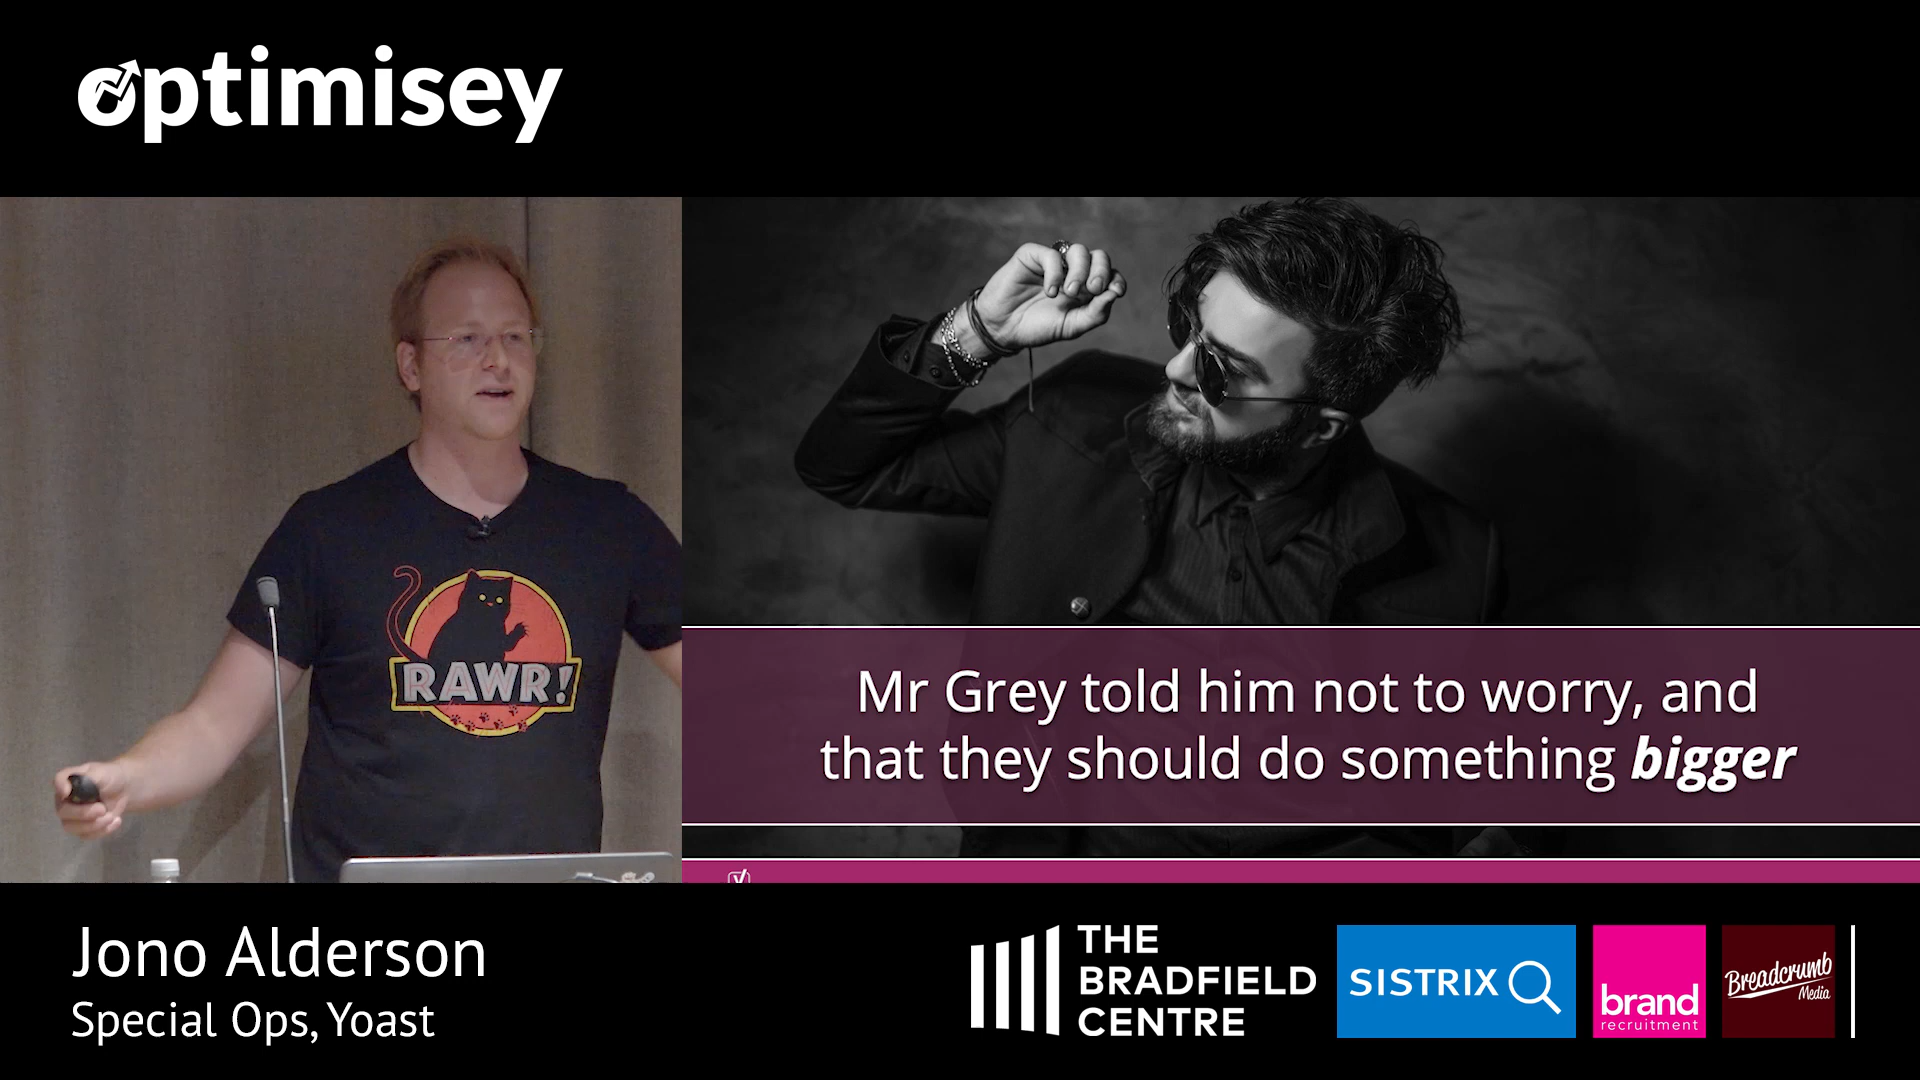 optimisey
RAWR!
Mr Grey told him not to worry, and
that they should do something bigger
Jono Alderson
Special Ops, Yoast
THE
BRADFIELD
CENTRE
SISTRIX
brand
recruitment
Breadcrumb
Media